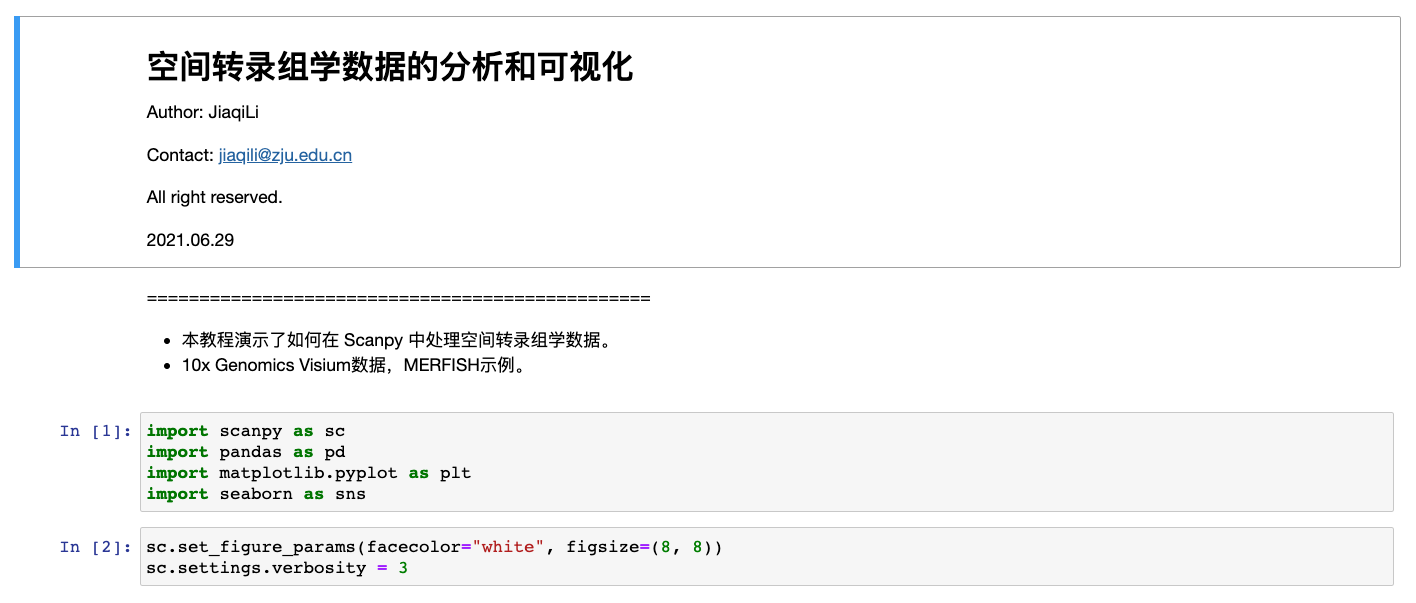 空间转录组学数据的分析和可视化
Author: JiaqiLi
Contact: jiaqili@zju.edu.cn
All right reserved.
2021.06.29
================================================
• 本教程演示了如何在 Scanpy 中处理空间转录组学数据。
• 10x Genomics Visium数据，MERFISH示例。
In [1]: import scanpy as sc
import pandas as pd
import matplotlib.pyplot as plt
import seaborn as sns
In [2]: sc.set_figure_params(facecolor="white", figsize=(8, 8))
sc.settings.verbosity = 3